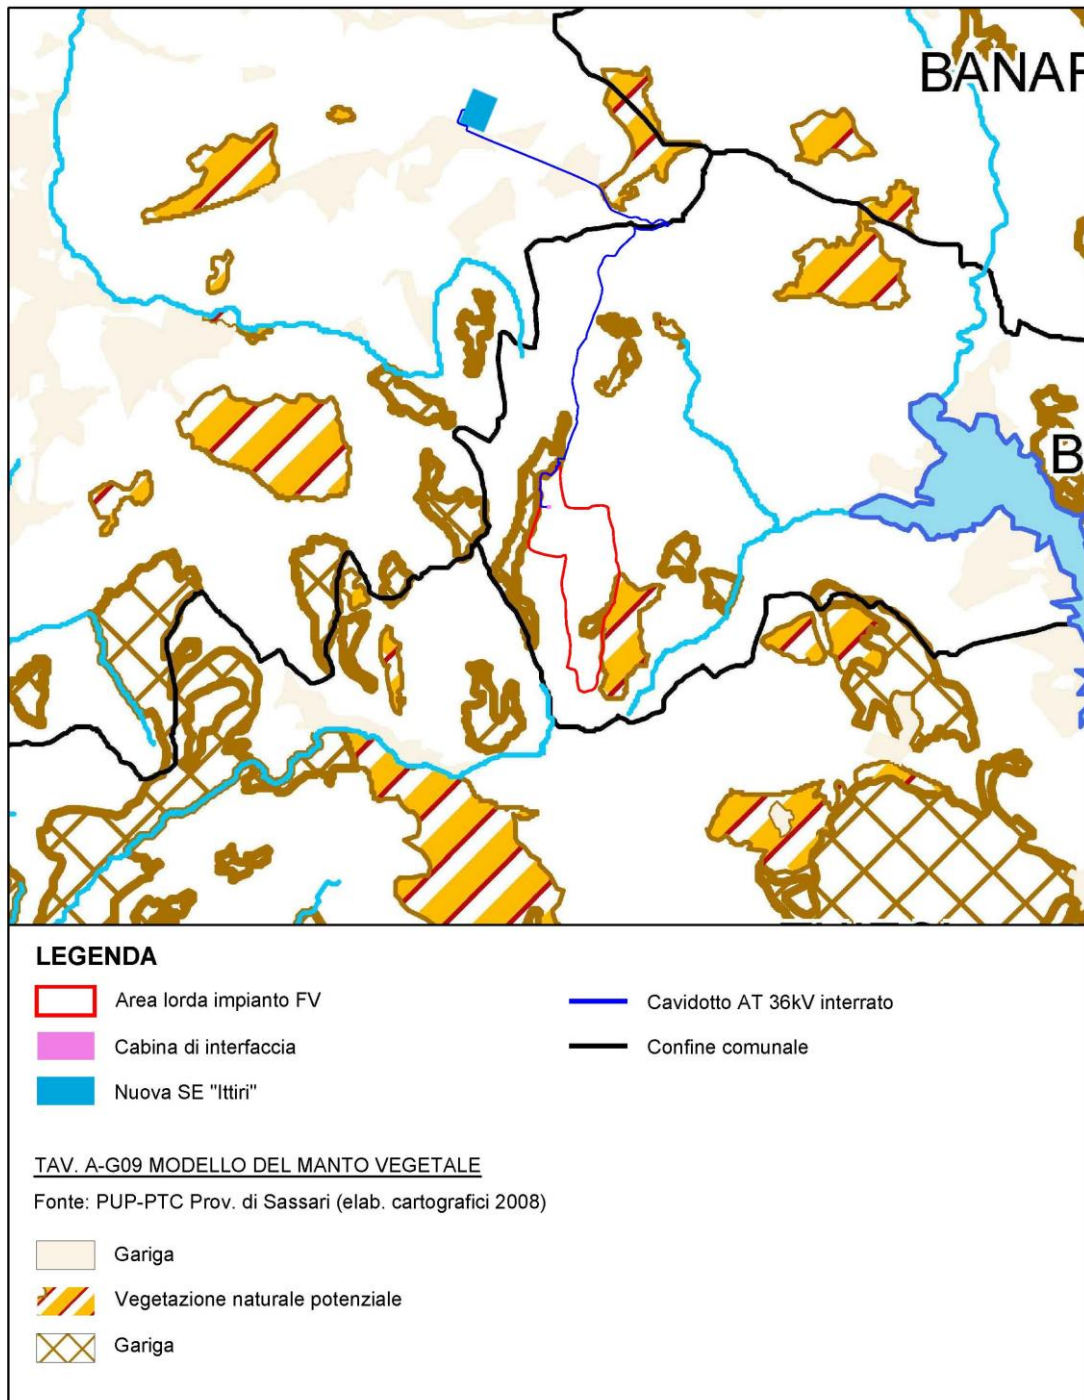 BANAR
B
LEGENDA
Area lorda impianto FV
Cavidotto AT 36kV interrato
Cabina di interfaccia
Confine comunale
Nuova SE "Ittiri"
TAV. A-G09 MODELLO DEL MANTO VEGETALE
Fonte: PUP-PTC Prov. di Sassari (elab. cartografici 2008)
Gariga
Vegetazione naturale potenziale
Gariga